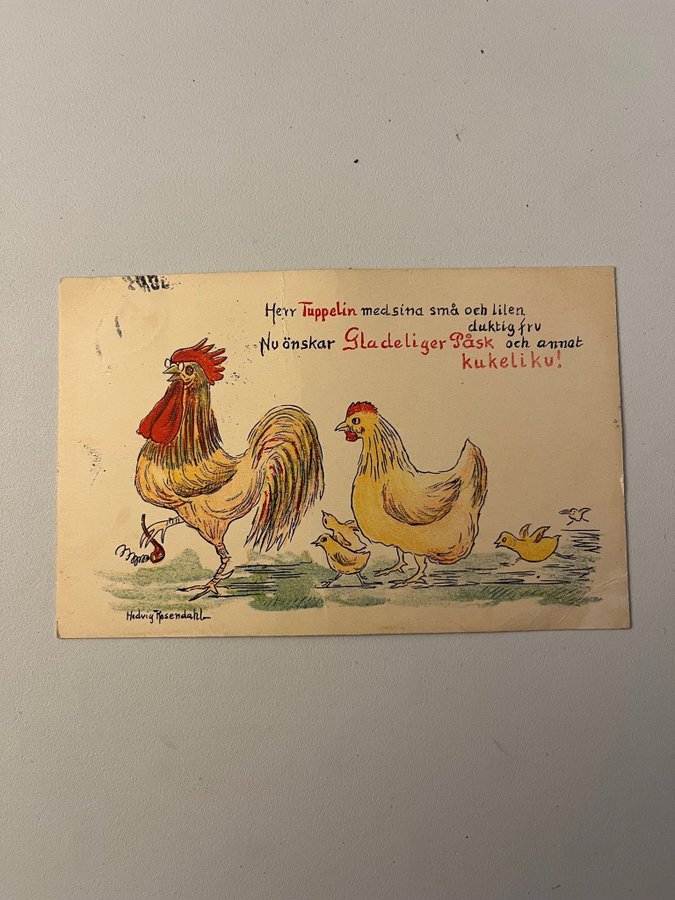 Herr Tuppelin med sina små och lilen
duktig fru
Nu önskar Gladeliger Påsk och annat
kukeliku!
Hedvig Rosendahl